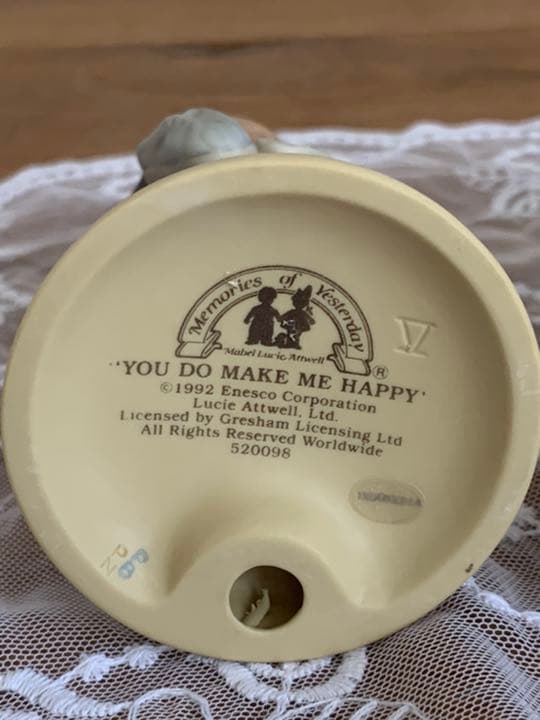 Memories of Yesterday
Mabel Lucie Attwell
®
"YOU DO MAKE ME HAPPY"
©1992 Enesco Corporation
Lucie Attwell, Ltd.
Licensed by Gresham Licensing Ltd
All Rights Reserved Worldwide
520098
INDONESIA